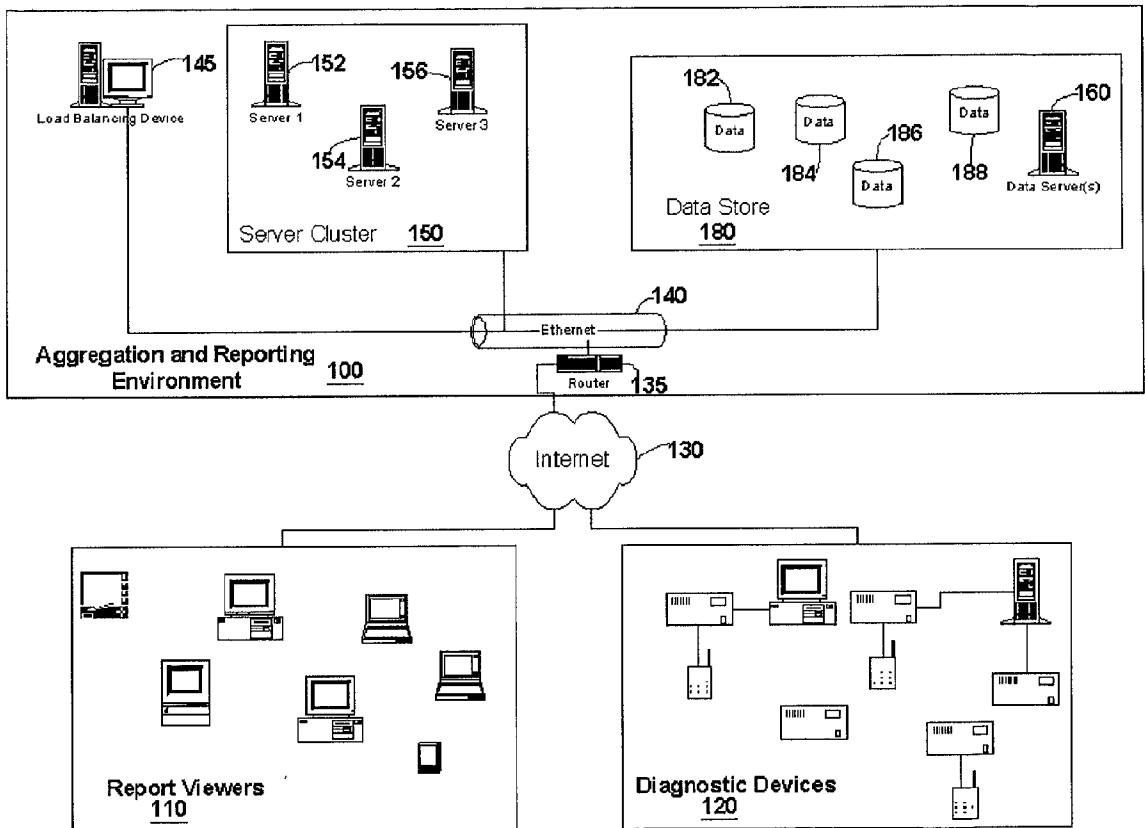 145
Load Balancing Device
152
Server 1
156
Server 3
154
Server 2
Server Cluster 150
182
Data
Data
184
186
Data
Data
188
160
Data Server(s)
Data Store
180
140
Ethernet
Router
135
Aggregation and Reporting
Environment 100
Internet
130
Report Viewers
110
Diagnostic Devices
120